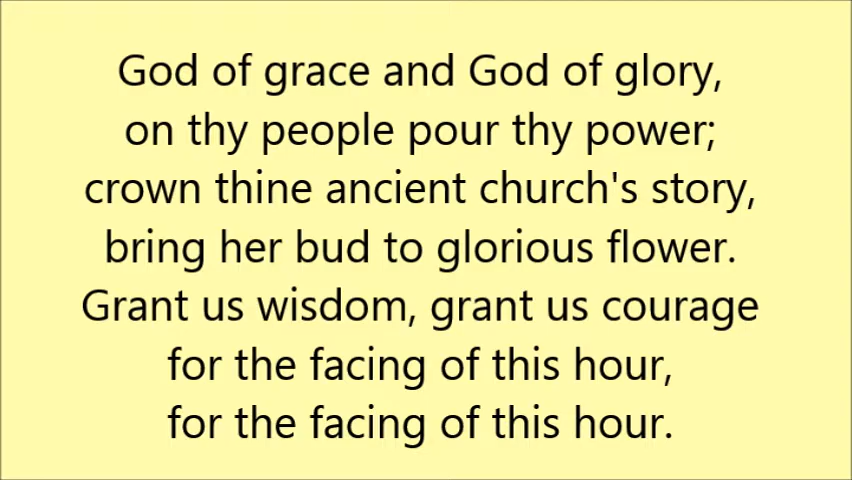 God of grace and God of glory,
on thy people pour thy power;
crown thine ancient church's story,
bring her bud to glorious flower.
Grant us wisdom, grant us courage
for the facing of this hour,
for the facing of this hour.